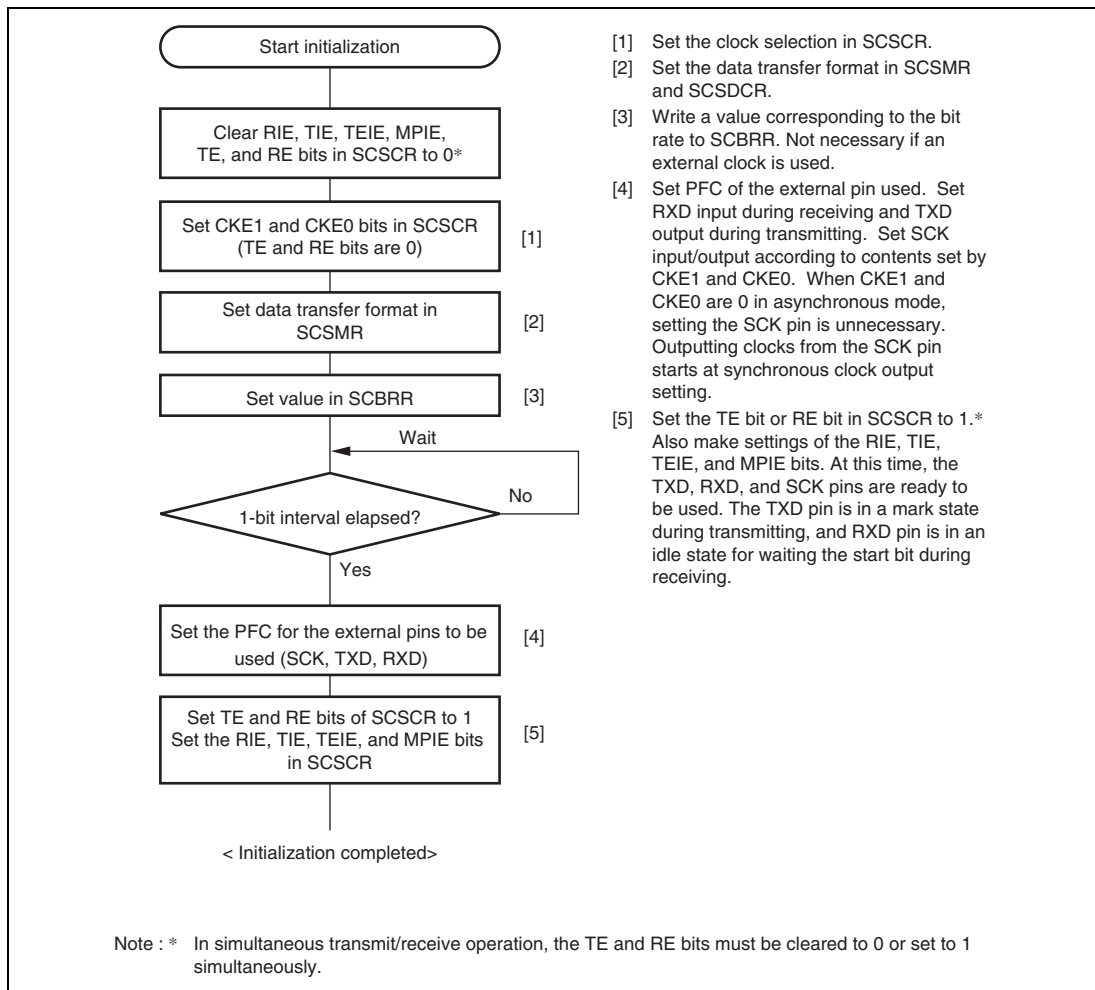 Start initialization
Clear RIE, TIE, TEIE, MPIE,
TE, and RE bits in SCSCR to 0*
Set CKE1 and CKE0 bits in SCSCR
(TE and RE bits are 0)
[1]
Set data transfer format in
SCSMR
[2]
Set value in SCBRR
[3]
Wait
No
1-bit interval elapsed?
Yes
Set the PFC for the external pins to be
used (SCK, TXD, RXD)
[4]
Set TE and RE bits of SCSCR to 1
Set the RIE, TIE, TEIE, and MPIE bits
in SCSCR
[5]
< Initialization completed>
[1] Set the clock selection in SCSCR.
[2] Set the data transfer format in SCSMR
and SCSDCR.
[3] Write a value corresponding to the bit
rate to SCBRR. Not necessary if an
external clock is used.
[4] Set PFC of the external pin used. Set
RXD input during receiving and TXD
output during transmitting. Set SCK
input/output according to contents set by
CKE1 and CKE0. When CKE1 and
CKE0 are 0 in asynchronous mode,
setting the SCK pin is unnecessary.
Outputting clocks from the SCK pin
starts at synchronous clock output
setting.
[5] Set the TE bit or RE bit in SCSCR to 1.*
Also make settings of the RIE, TIE,
TEIE, and MPIE bits. At this time, the
TXD, RXD, and SCK pins are ready to
be used. The TXD pin is in a mark state
during transmitting, and RXD pin is in an
idle state for waiting the start bit during
receiving.
Note : * In simultaneous transmit/receive operation, the TE and RE bits must be cleared to 0 or set to 1
simultaneously.